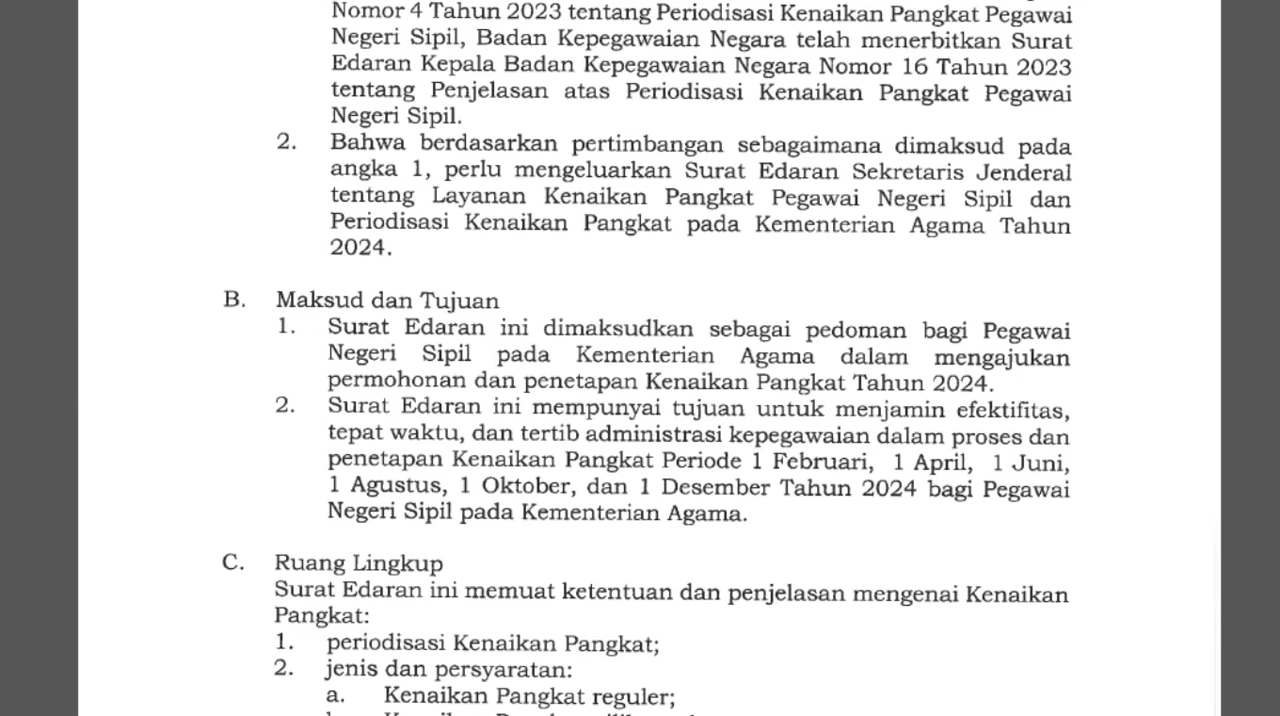 Nomor 4 Tahun 2023 tentang Periodisasi Kenaikan Pangkat Pegawai
Negeri Sipil, Badan Kepegawaian Negara telah menerbitkan Surat
Edaran Kepala Badan Kepegawaian Negara Nomor 16 Tahun 2023
tentang Penjelasan atas Periodisasi Kenaikan Pangkat Pegawai
Negeri Sipil.
2. Bahwa berdasarkan pertimbangan sebagaimana dimaksud pada
angka 1, perlu mengeluarkan Surat Edaran Sekretaris Jenderal
tentang Layanan Kenaikan Pangkat Pegawai Negeri Sipil dan
Periodisasi Kenaikan Pangkat pada Kementerian Agama Tahun
2024.
B. Maksud dan Tujuan
1. Surat Edaran ini dimaksudkan sebagai pedoman bagi Pegawai
Negeri Sipil pada Kementerian Agama dalam mengajukan
permohonan dan penetapan Kenaikan Pangkat Tahun 2024.
2. Surat Edaran ini mempunyai tujuan untuk menjamin efektifitas,
tepat waktu, dan tertib administrasi kepegawaian dalam proses dan
penetapan Kenaikan Pangkat Periode 1 Februari, 1 April, 1 Juni,
1 Agustus, 1 Oktober, dan 1 Desember Tahun 2024 bagi Pegawai
Negeri Sipil pada Kementerian Agama.
C. Ruang Lingkup
Surat Edaran ini memuat ketentuan dan penjelasan mengenai Kenaikan
Pangkat:
1. periodisasi Kenaikan Pangkat;
2. jenis dan persyaratan:
a. Kenaikan Pangkat reguler;